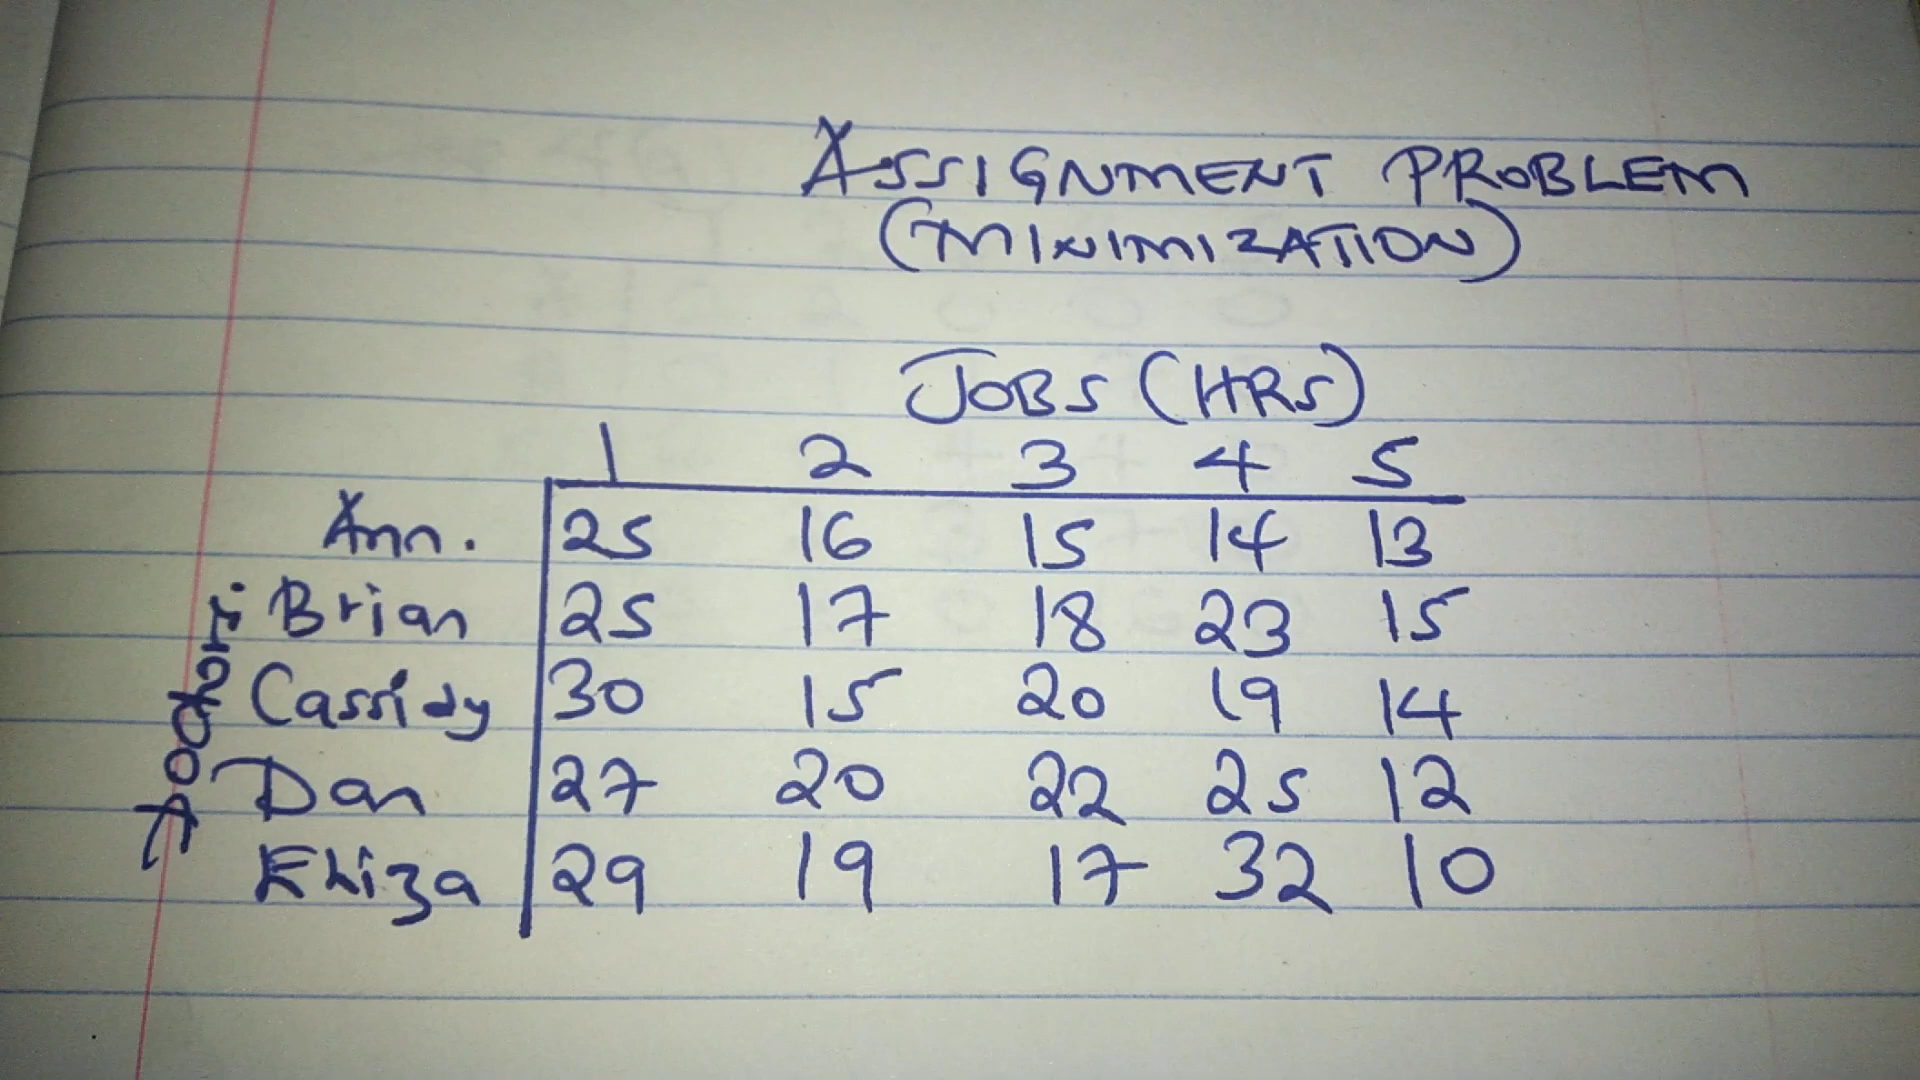 ASSIGNMENT PROBLEM
(MINIMIZATION)
JOBS (HRS)
1 2 3 4 5
Ann. 25 16 15 14 13
Brian 25 17 18 23 15
Cassidy 30 15 20 19 14
Dan 27 20 22 25 12
Eliza 29 19 17 32 10